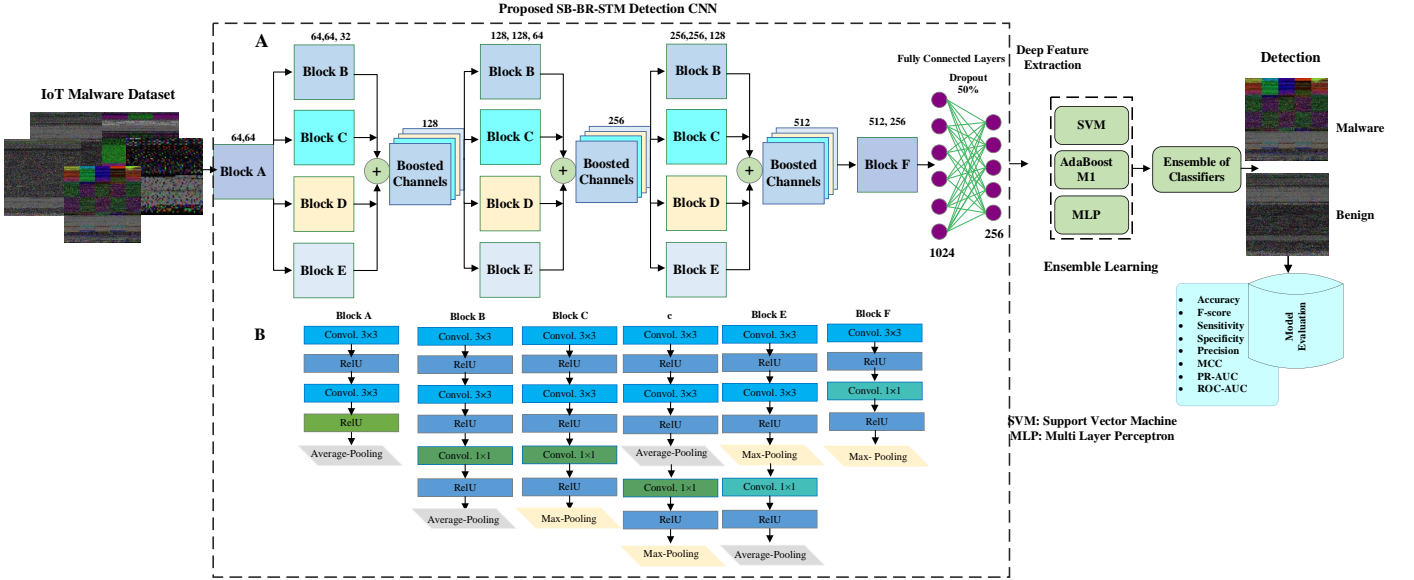 Proposed SB-BR-STM Detection CNN
IoT Malware Dataset
A
64,64
Block A
64,64, 32
Block B
Block C
Block D
Block E
+
128
Boosted
Channels
128, 128, 64
Block B
Block C
Block D
Block E
+
256
Boosted
Channels
256,256, 128
Block B
Block C
Block D
Block E
+
512
Boosted
Channels
512, 256
Block F
Fully Connected Layers
Dropout
50%
1024
256
Deep Feature
Extraction
SVM
AdaBoost
M1
MLP
Ensemble Learning
Ensemble of
Classifiers
Detection
Malware
Benign
Model
Evaluation
• Accuracy
• F-score
• Sensitivity
• Specificity
• Precision
• MCC
• PR-AUC
• ROC-AUC
SVM: Support Vector Machine
MLP: Multi Layer Perceptron
B
Block A
Convol. 3×3
RelU
Convol. 3×3
RelU
Average-Pooling
Block B
Convol. 3×3
RelU
Convol. 3×3
RelU
Convol. 1×1
RelU
Average-Pooling
Block C
Convol. 3×3
RelU
Convol. 3×3
RelU
Convol. 1×1
RelU
Max-Pooling
c
Convol. 3×3
RelU
Convol. 3×3
RelU
Average-Pooling
Convol. 1×1
RelU
Max-Pooling
Block E
Convol. 3×3
RelU
Convol. 3×3
RelU
Max-Pooling
Convol. 1×1
RelU
Average-Pooling
Block F
Convol. 3×3
RelU
Convol. 1×1
RelU
Max- Pooling